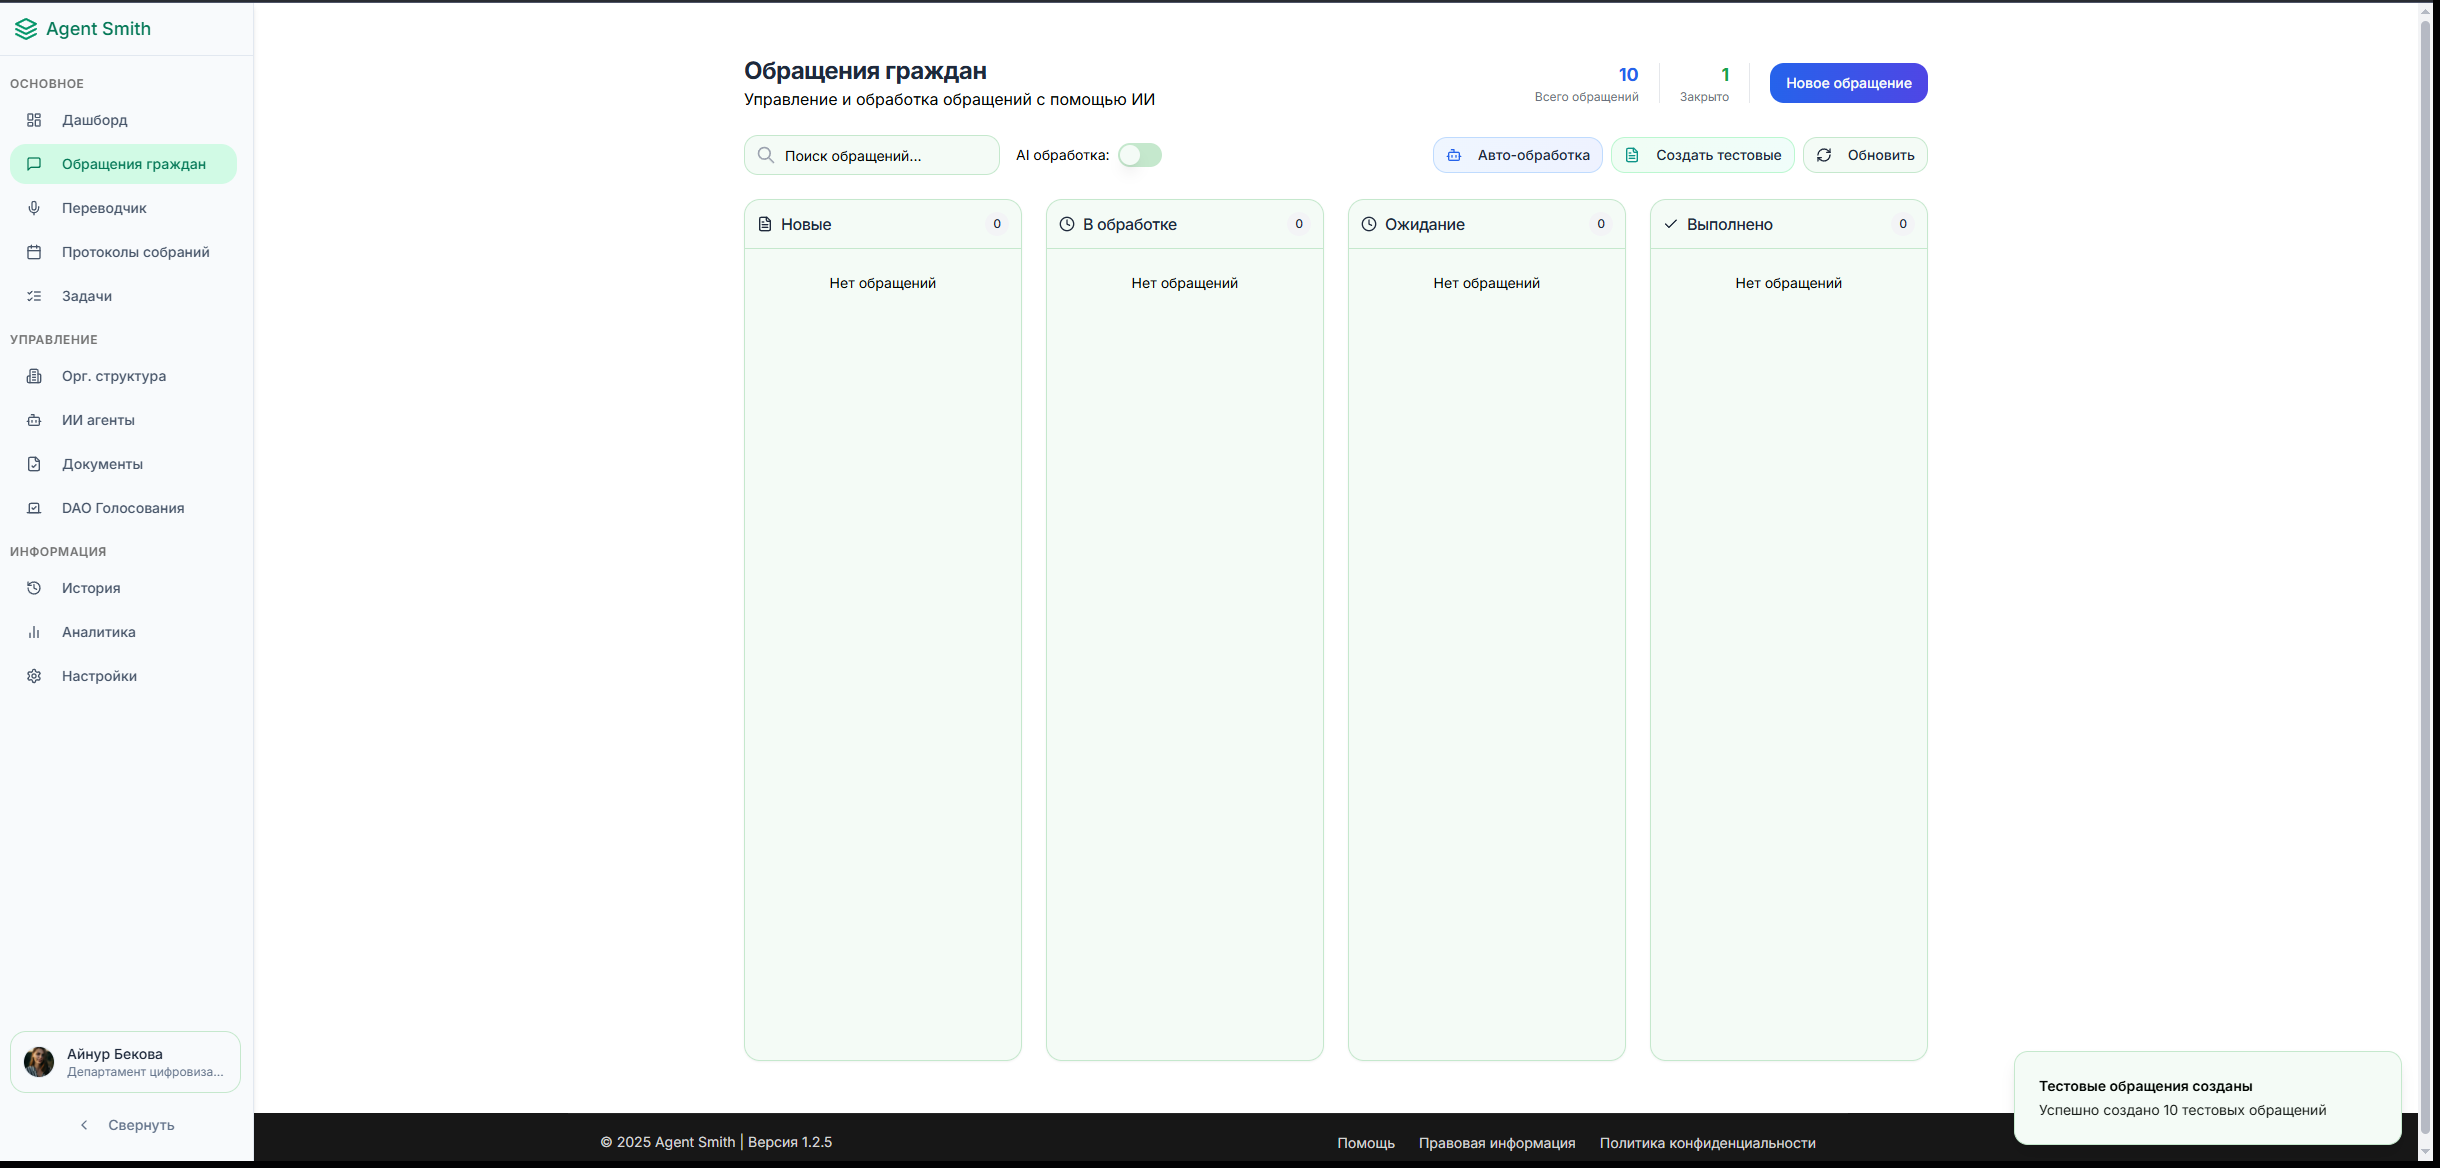 Agent Smith
ОСНОВНОЕ
Дашборд
Обращения граждан
Переводчик
Протоколы собраний
Задачи
УПРАВЛЕНИЕ
Орг. структура
ИИ агенты
Документы
DAO Голосования
ИНФОРМАЦИЯ
История
Аналитика
Настройки
Айнур Бекова
Департамент цифровиза...
Свернуть
Обращения граждан
Управление и обработка обращений с помощью ИИ
10
Всего обращений
1
Закрыто
Новое обращение
Поиск обращений...
AI обработка:
Авто-обработка
Создать тестовые
Обновить
Новые 0
Нет обращений
В обработке 0
Нет обращений
Ожидание 0
Нет обращений
Выполнено 0
Нет обращений
Тестовые обращения созданы
Успешно создано 10 тестовых обращений
© 2025 Agent Smith | Версия 1.2.5
Помощь Правовая информация Политика конфиденциальности